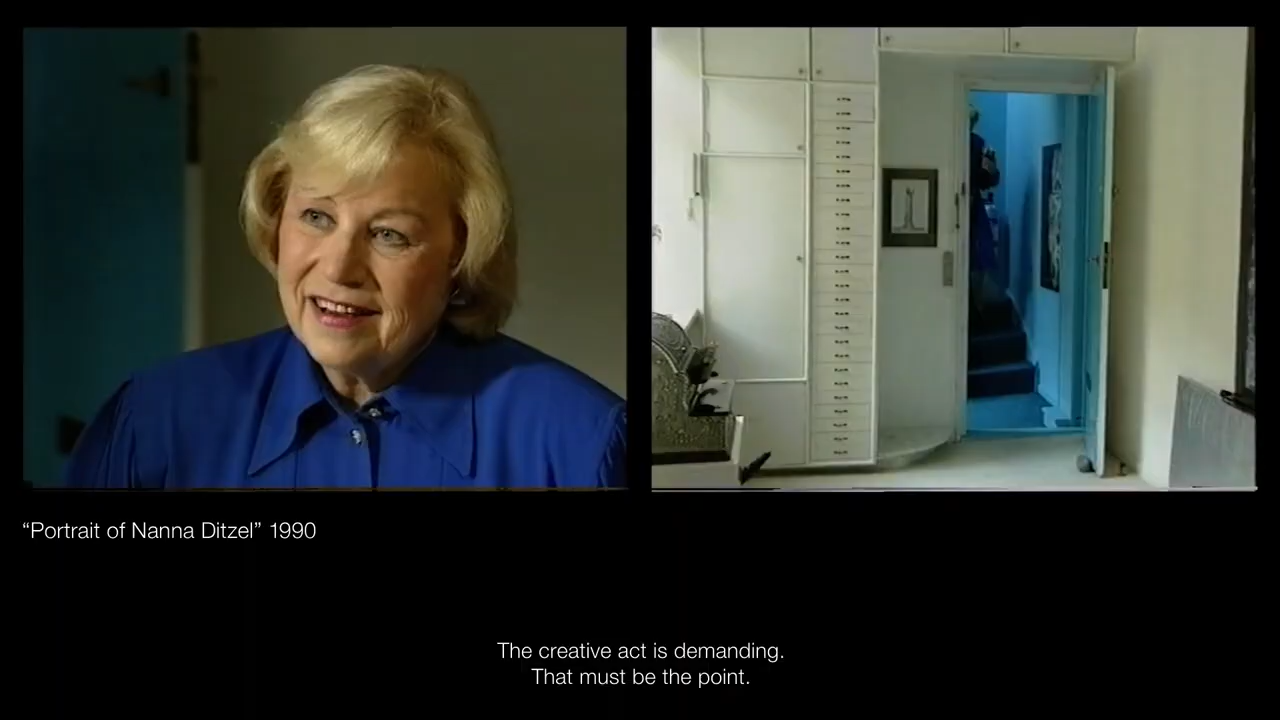 “Portrait of Nanna Ditzel” 1990
The creative act is demanding.
That must be the point.